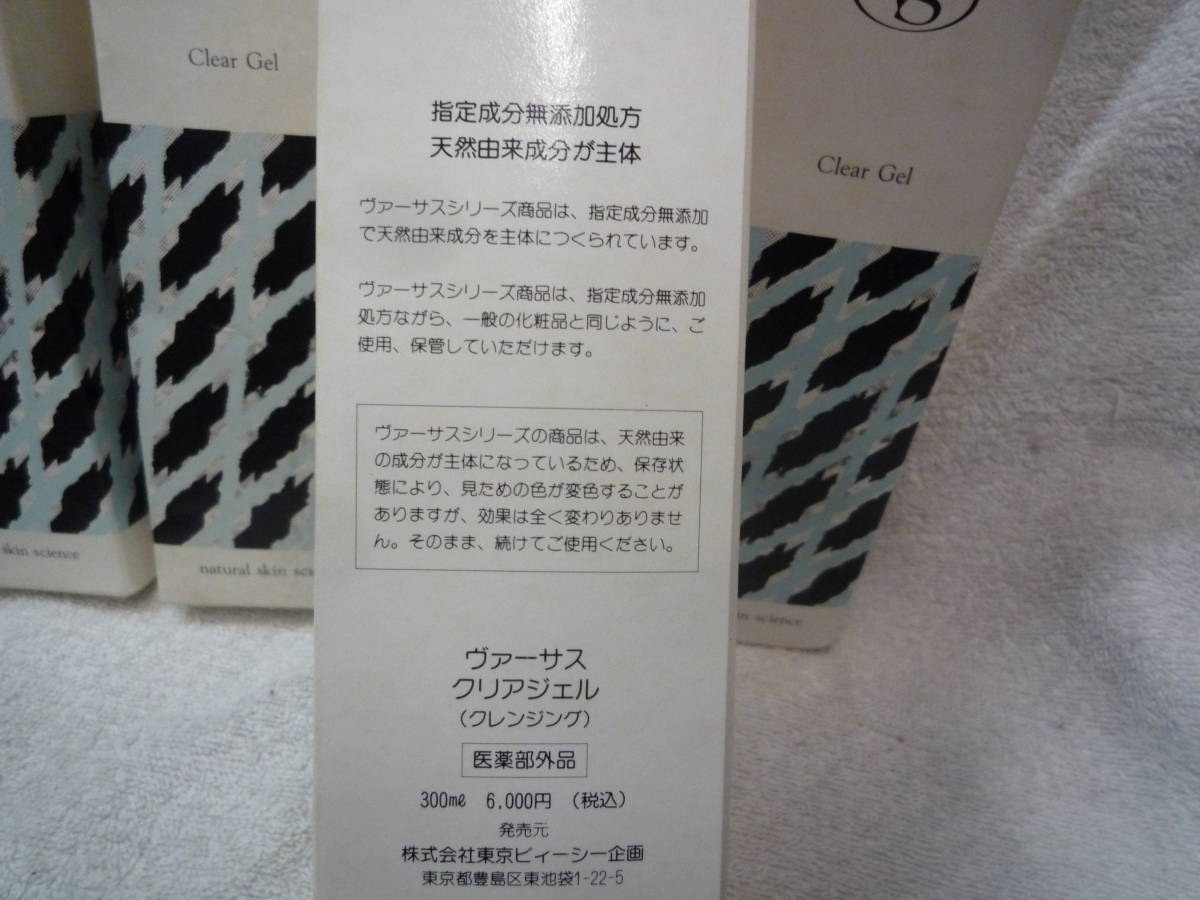 Clear Gel
skin science
natural skin
指定成分無添加処方
天然由来成分が主体
ヴァーサスシリーズ商品は、指定成分無添加
で天然由来成分を主体につくられています。
ヴァーサスシリーズ商品は、指定成分無添加
処方ながら、一般の化粧品と同じように、ご
使用、保管していただけます。
ヴァーサスシリーズの商品は、天然由来
の成分が主体になっているため、保存状
態により、見ための色が変色することが
ありますが、効果は全く変わりありませ
ん。そのまま、続けてご使用ください。
ヴァーサス
クリアジェル
（クレンジング）
医薬部外品
300mℓ 6,000円 （税込）
発売元
株式会社東京ビィーシー企画
東京都豊島区東池袋1-22-5
S
Clear Gel
science